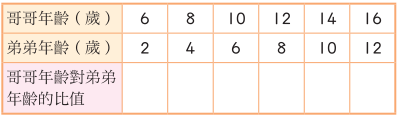 哥哥年齡（歲） 6 8 10 12 14 16
弟弟年齡（歲） 2 4 6 8 10 12
哥哥年齡對弟弟
年齡的比值